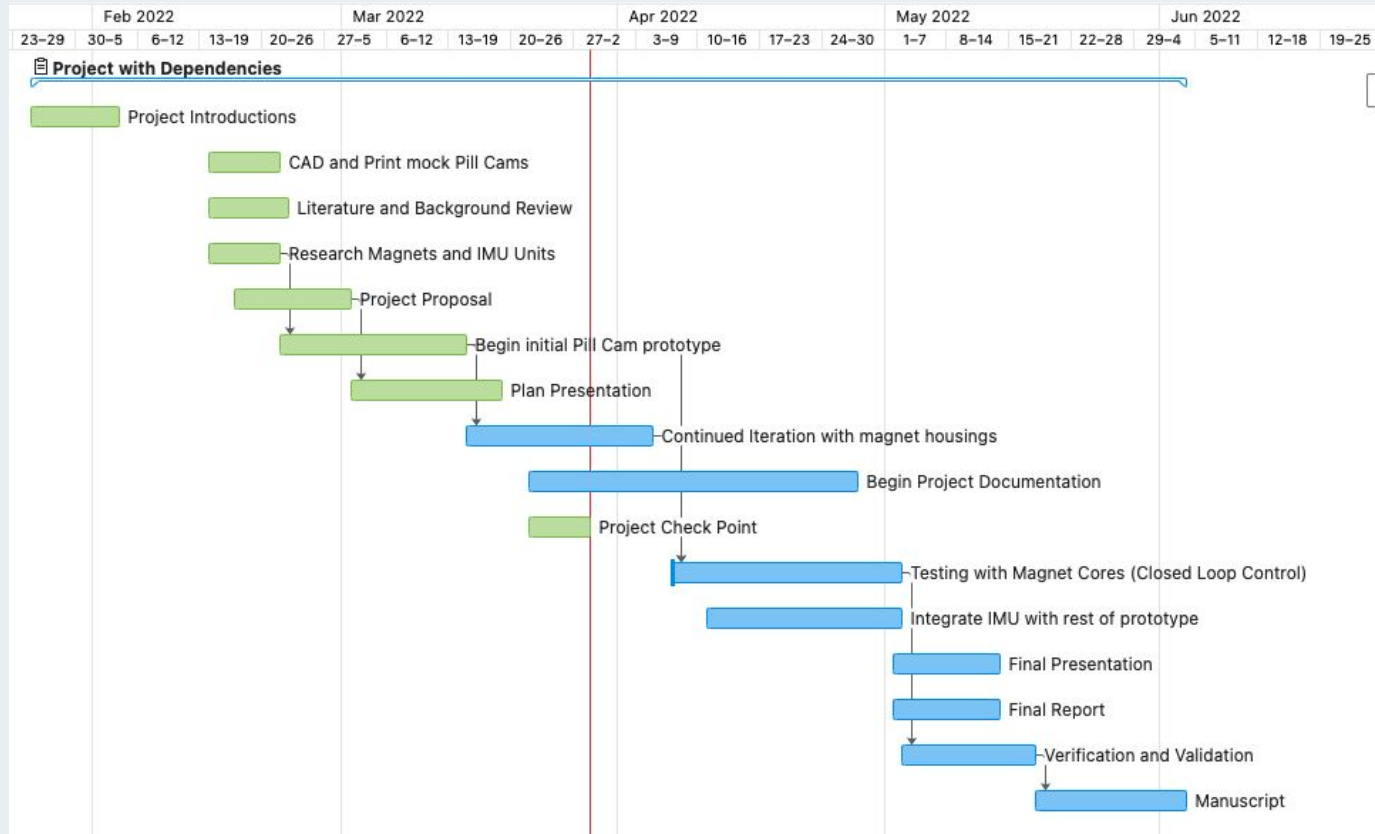 Feb 2022 Mar 2022 Apr 2022 May 2022 Jun 2022
23–29 30–5 6–12 13–19 20–26 27–5 6–12 13–19 20–26 27–2 3–9 10–16 17–23 24–30 1–7 8–14 15–21 22–28 29–4 5–11 12–18 19–25
Project with Dependencies
Project Introductions
CAD and Print mock Pill Cams
Literature and Background Review
Research Magnets and IMU Units
Project Proposal
Begin initial Pill Cam prototype
Plan Presentation
Continued Iteration with magnet housings
Begin Project Documentation
Project Check Point
Testing with Magnet Cores (Closed Loop Control)
Integrate IMU with rest of prototype
Final Presentation
Final Report
Verification and Validation
Manuscript